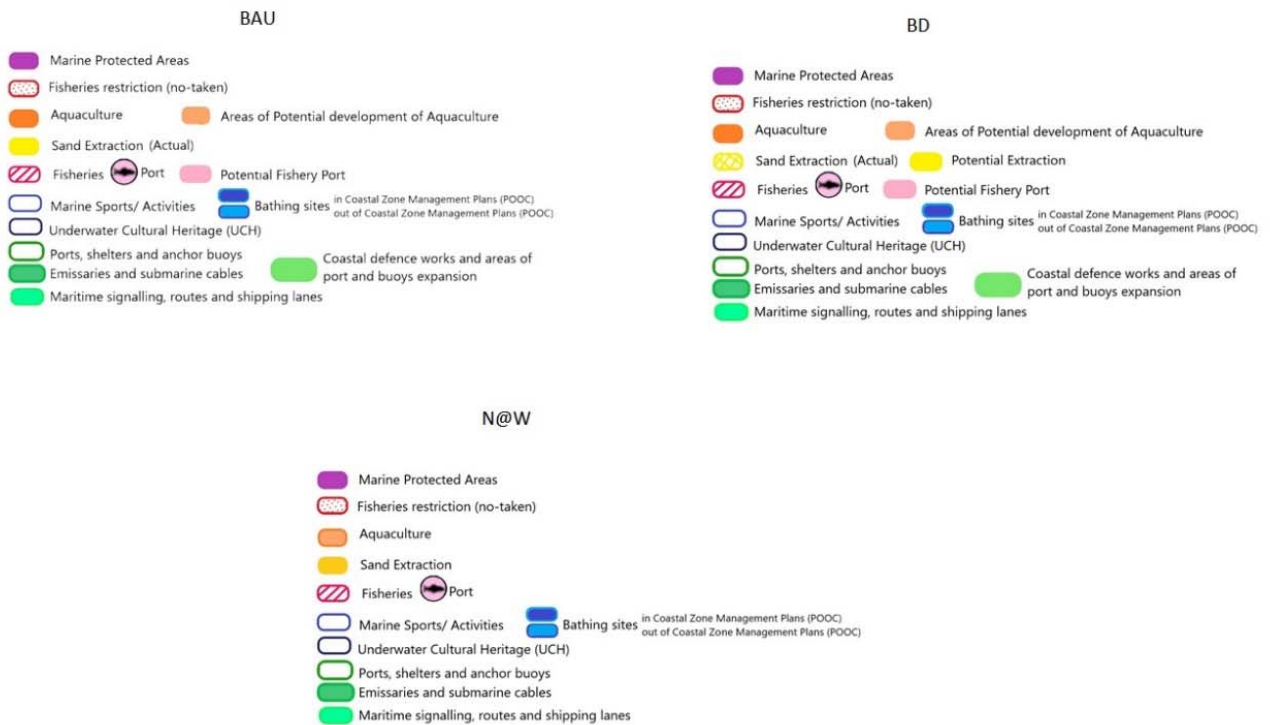 BAU
Marine Protected Areas
Fisheries restriction (no-taken)
Aquaculture Areas of Potential development of Aquaculture
Sand Extraction (Actual)
Fisheries Port Potential Fishery Port
Marine Sports/ Activities Bathing sites in Coastal Zone Management Plans (POOC)
out of Coastal Zone Management Plans (POOC)
Underwater Cultural Heritage (UCH)
Ports, shelters and anchor buoys
Emissaries and submarine cables
Coastal defence works and areas of
port and buoys expansion
Maritime signalling, routes and shipping lanes
BD
Marine Protected Areas
Fisheries restriction (no-taken)
Aquaculture Areas of Potential development of Aquaculture
Sand Extraction (Actual) Potential Extraction
Fisheries Port Potential Fishery Port
Marine Sports/ Activities Bathing sites in Coastal Zone Management Plans (POOC)
out of Coastal Zone Management Plans (POOC)
Underwater Cultural Heritage (UCH)
Ports, shelters and anchor buoys
Emissaries and submarine cables
Coastal defence works and areas of
port and buoys expansion
Maritime signalling, routes and shipping lanes
N@W
Marine Protected Areas
Fisheries restriction (no-taken)
Aquaculture
Sand Extraction
Fisheries Port
Marine Sports/ Activities Bathing sites in Coastal Zone Management Plans (POOC)
out of Coastal Zone Management Plans (POOC)
Underwater Cultural Heritage (UCH)
Ports, shelters and anchor buoys
Emissaries and submarine cables
Maritime signalling, routes and shipping lanes